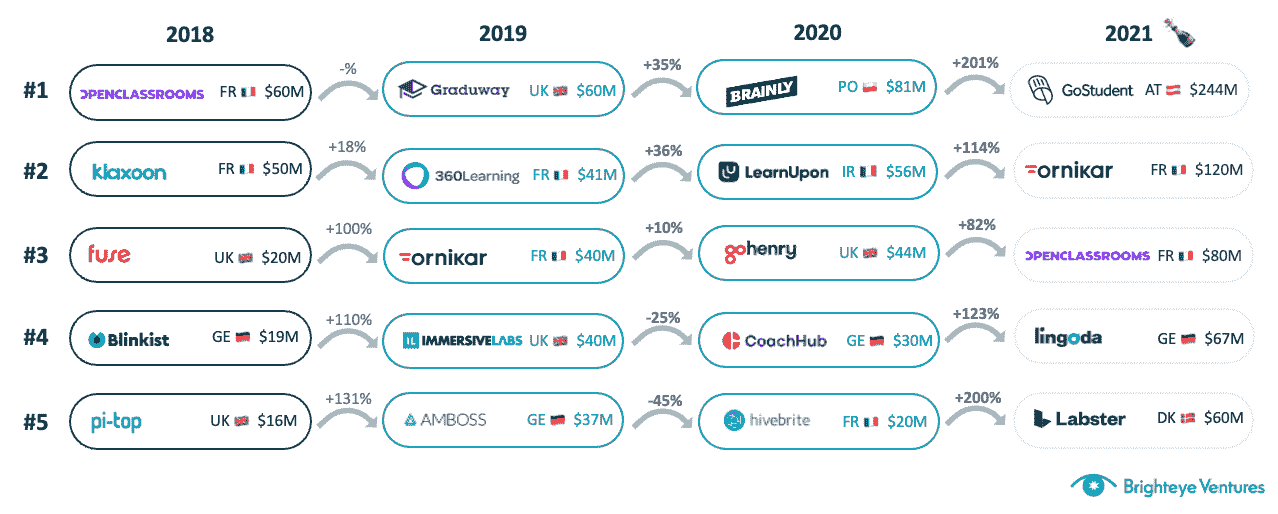 2018 2019 2020 2021
#1 OPENCLASSROOMS FR $60M -% Graduway UK $60M +35% BRAINLY PO $81M +201% GoStudent AT $244M
#2 klaxoon FR $50M +18% 360Learning FR $41M +36% LearnUpon IR $56M +114% ornikar FR $120M
#3 fuse UK $20M +100% ornikar FR $40M +10% gohenry UK $44M +82% OPENCLASSROOMS FR $80M
#4 Blinkist GE $19M +110% IL IMMERSIVELABS UK $40M -25% CoachHub GE $30M +123% lingoda GE $67M
#5 pi-top UK $16M +131% AMBOSS GE $37M -45% hivebrite FR $20M +200% Labster DK $60M
Brighteye Ventures